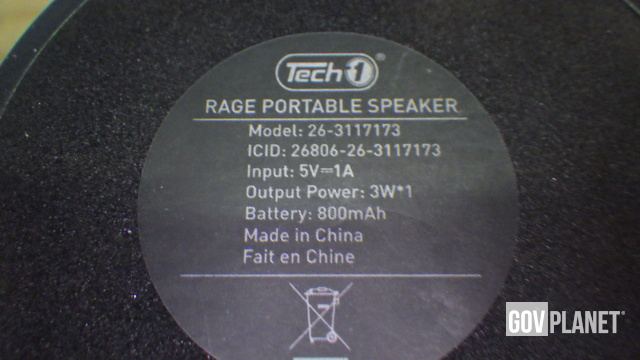 Tech1®
RAGE PORTABLE SPEAKER
Model: 26-3117173
ICID: 26806-26-3117173
Input: 5V⎓1A
Output Power: 3W*1
Battery: 800mAh
Made in China
Fait en Chine
GOVPLANET